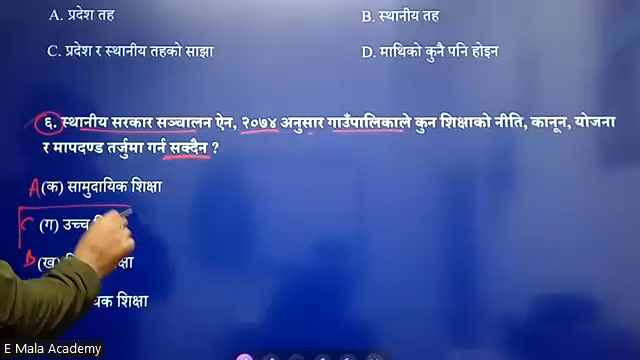 A. प्रदेश तह
B. स्थानीय तह
C. प्रदेश र स्थानीय तहको साझा
D. माथिको कुनै पनि होइन
६. स्थानीय सरकार सञ्चालन ऐन, २०७४ अनुसार गाउँपालिकाले कुन शिक्षाको नीति, कानून, योजना
र मापदण्ड तर्जुमा गर्न सक्दैन ?
A (क) सामुदायिक शिक्षा
C (ग) उच्च
B (ख)
शिक्षा
E Mala Academy